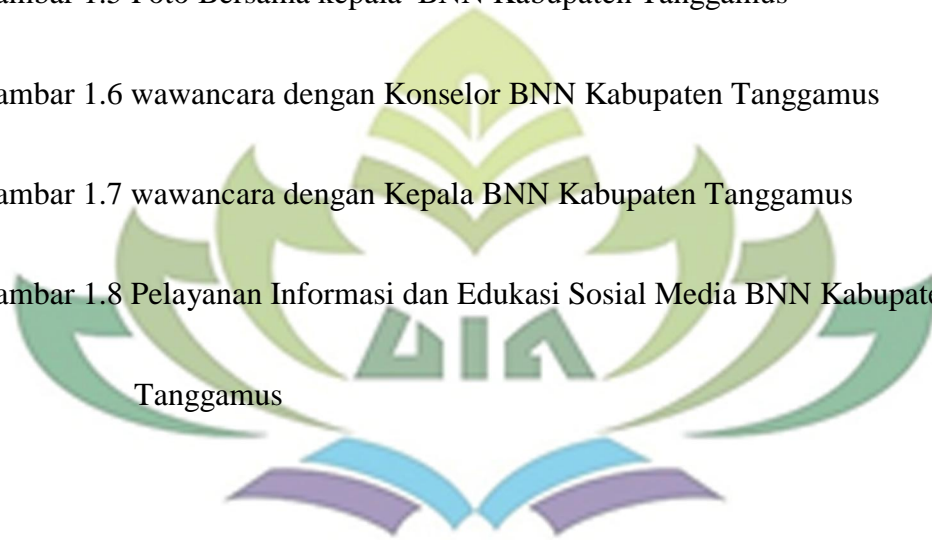 ambar 1.5 Foto Bersama kepala BNN Kabupaten Tanggamus
ambar 1.6 wawancara dengan Konselor BNN Kabupaten Tanggamus
ambar 1.7 wawancara dengan Kepala BNN Kabupaten Tanggamus
ambar 1.8 Pelayanan Informasi dan Edukasi Sosial Media BNN Kabupate
UIN
Tanggamus